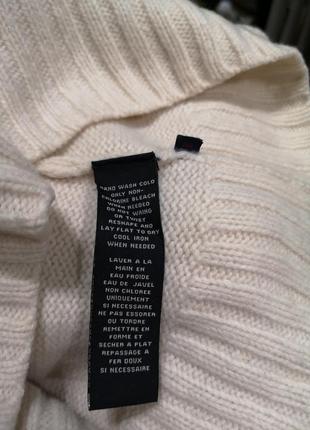 HAND WASH COLD
ONLY NON-
CHLORINE BLEACH
WHEN NEEDED
DO NOT WRING
OR TWIST
RESHAPE AND
LAY FLAT TO DRY
COOL IRON
WHEN NEEDED
LAVER A LA
MAIN EN
EAU FROIDE
EAU DE JAVEL
NON CHLOREE
UNIQUEMENT
SI NECESSAIRE
NE PAS ESSORER
OU TORDRE
REMETTRE EN
FORME ET
SECHER A PLAT
REPASSAGE A
FER DOUX
SI NECESSAIRE